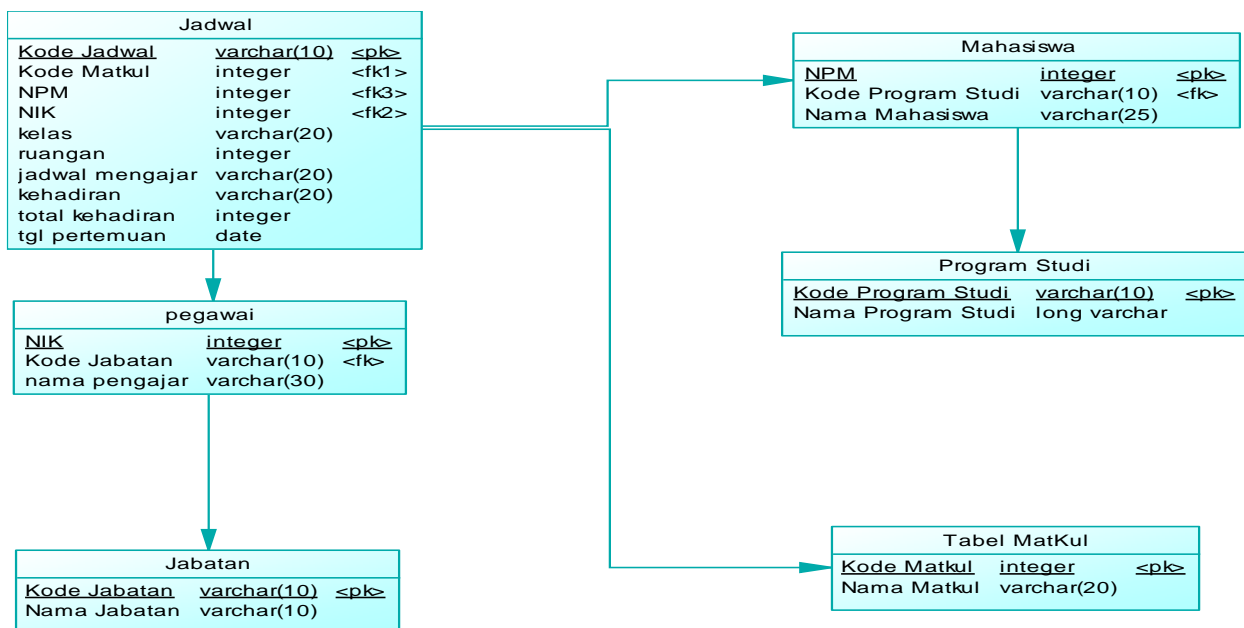 Jadwal
Kode Jadwal varchar(10) <pk>
Kode Matkul integer <fk1>
NPM integer <fk3>
NIK integer <fk2>
kelas varchar(20)
ruangan integer
jadwal mengajar varchar(20)
kehadiran varchar(20)
total kehadiran integer
tgl pertemuan date
Mahasiswa
NPM integer <pk>
Kode Program Studi varchar(10) <fk>
Nama Mahasiswa varchar(25)
Program Studi
Kode Program Studi varchar(10) <pk>
Nama Program Studi long varchar
pegawai
NIK integer <pk>
Kode Jabatan varchar(10) <fk>
nama pengajar varchar(30)
Jabatan
Kode Jabatan varchar(10) <pk>
Nama Jabatan varchar(10)
Tabel MatKul
Kode Matkul integer <pk>
Nama Matkul varchar(20)